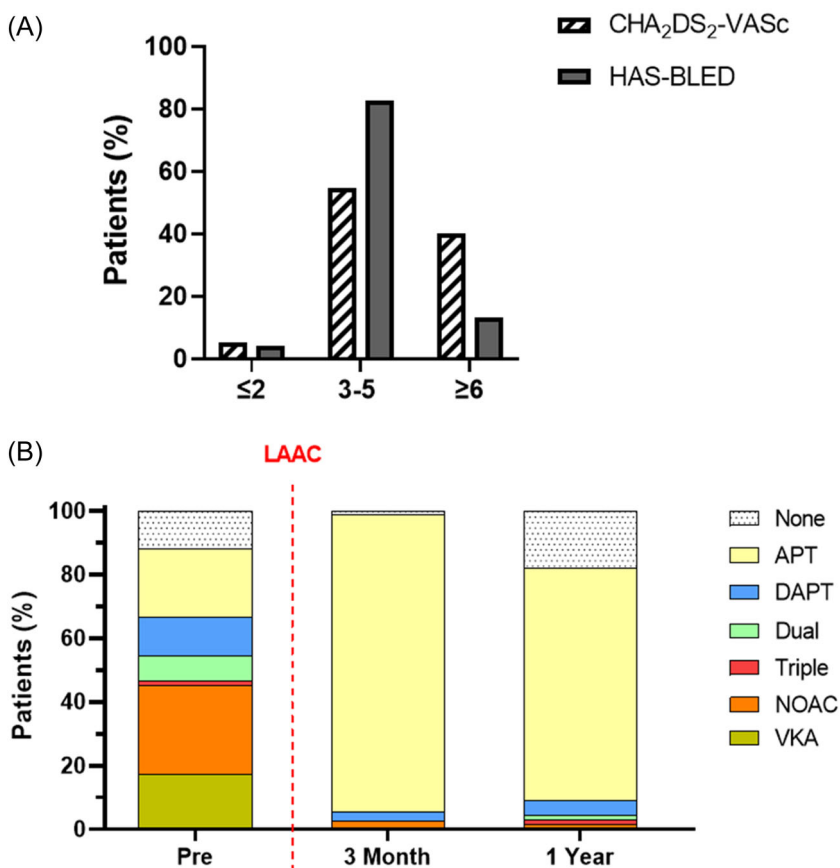 (A)
CHA₂DS₂-VASc
HAS-BLED
Patients (%)
100
80
60
40
20
0
≤2 3-5 ≥6
(B)
LAAC
Patients (%)
100
80
60
40
20
0
Pre 3 Month 1 Year
None
APT
DAPT
Dual
Triple
NOAC
VKA